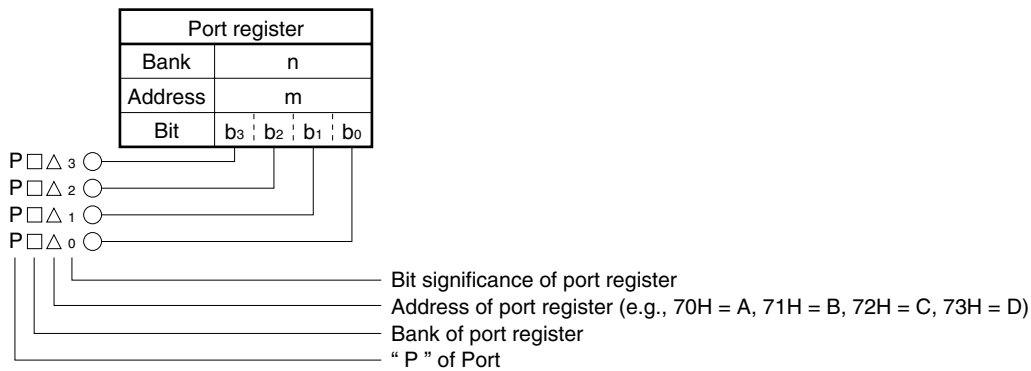 Port register
Bank n
Address m
Bit b3 b2 b1 b0
P□△3
P□△2
P□△1
P□△0
Bit significance of port register
Address of port register (e.g., 70H = A, 71H = B, 72H = C, 73H = D)
Bank of port register
“ P ” of Port